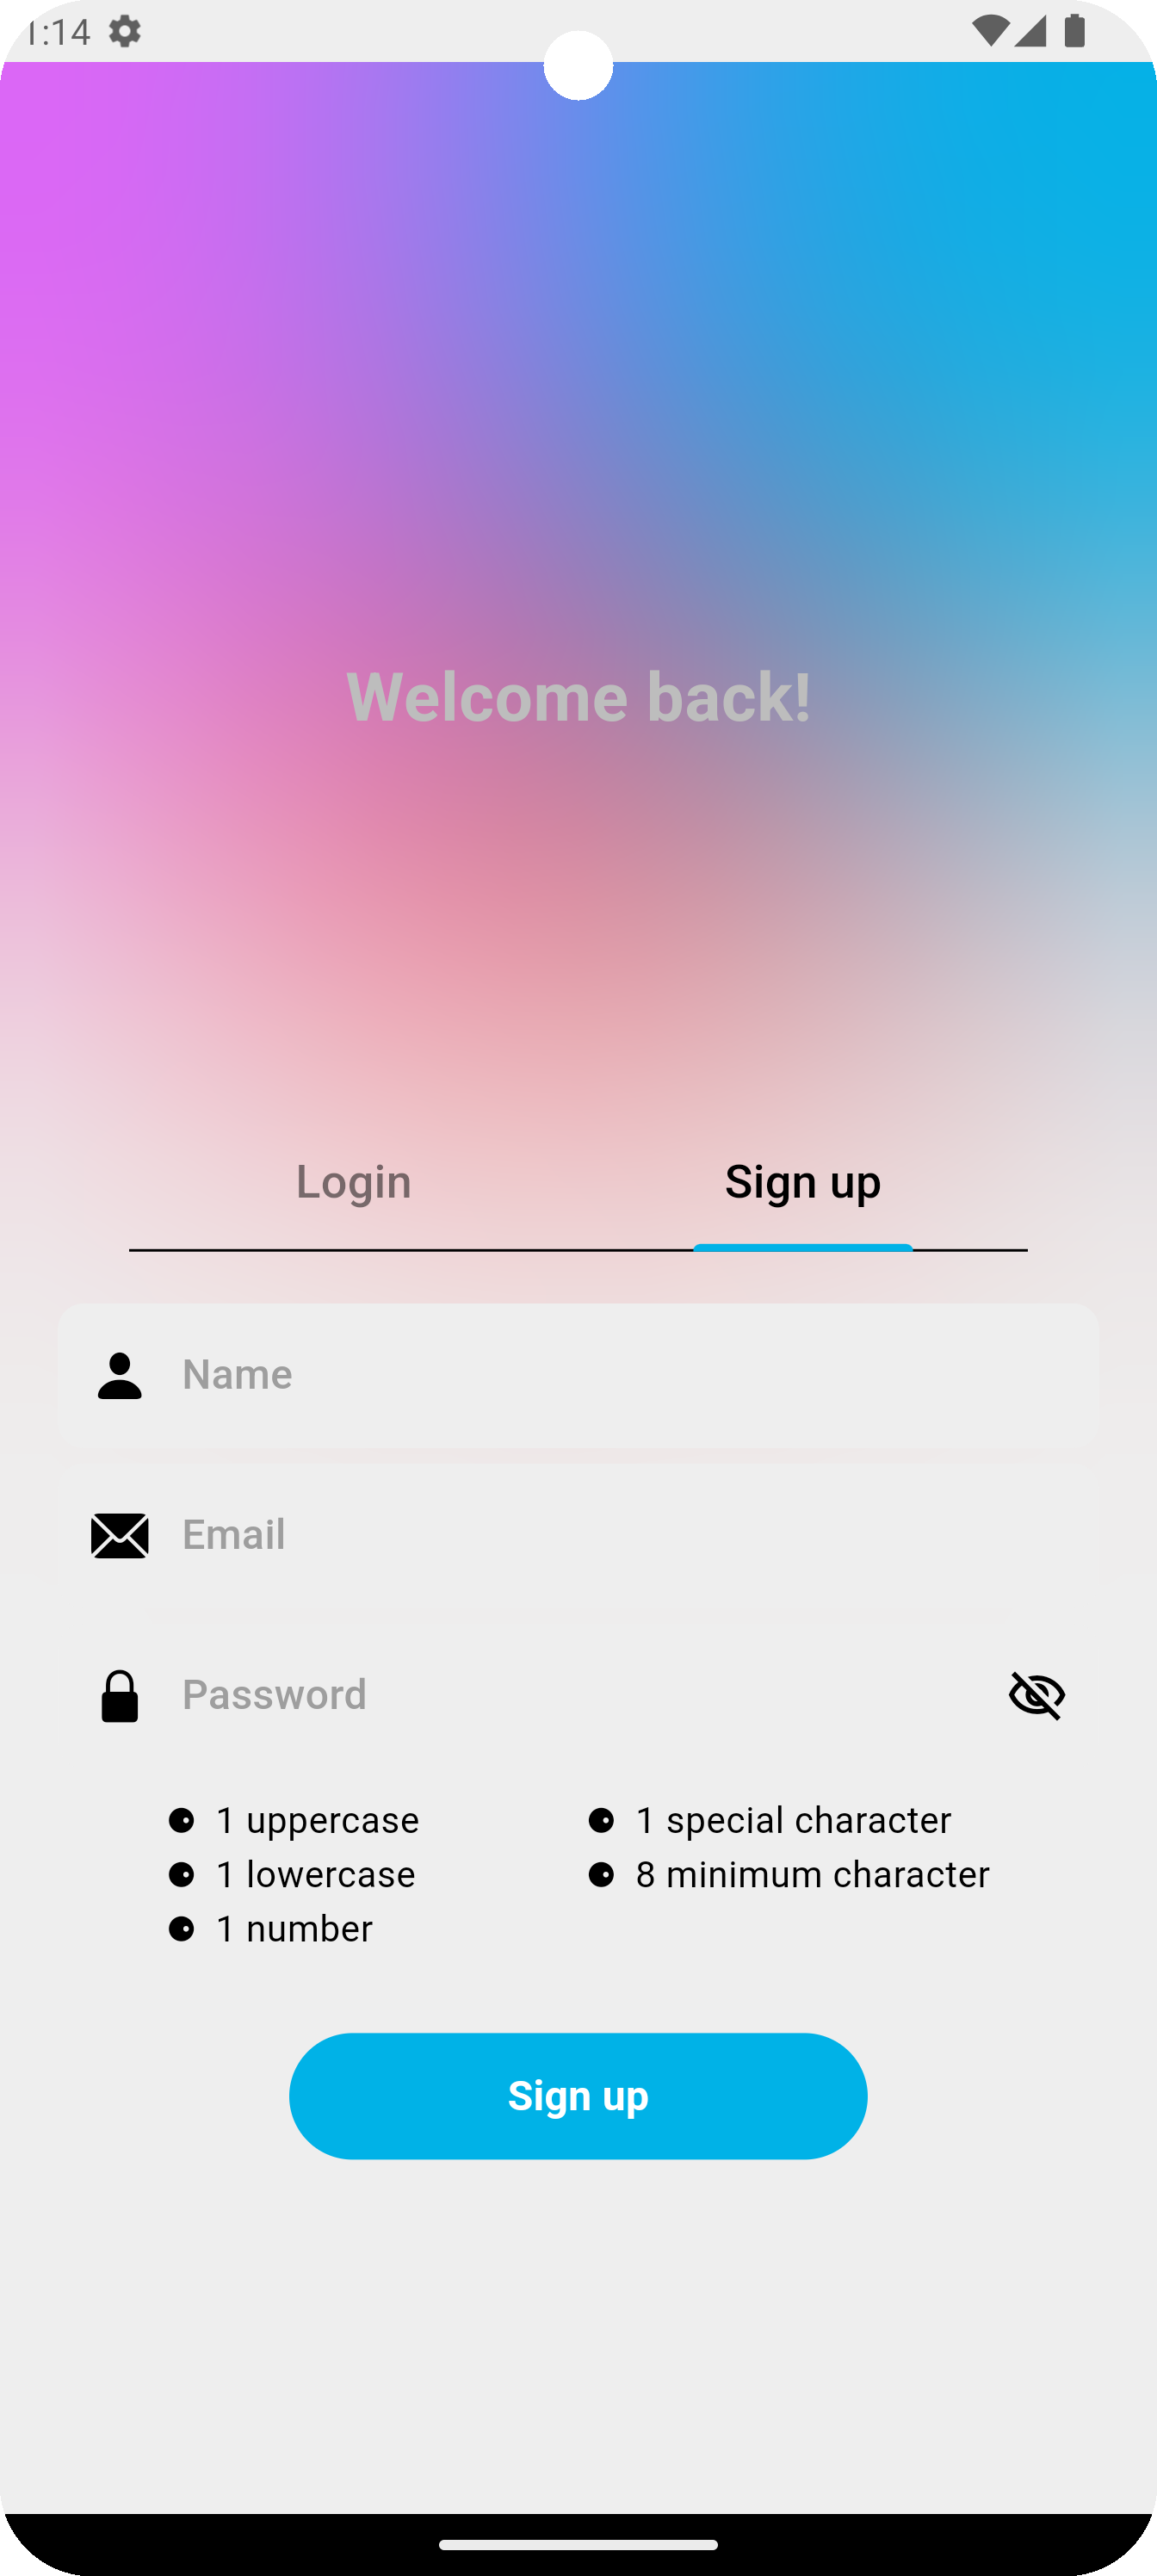 1:14
Welcome back!
Login Sign up
Name
Email
Password
1 uppercase 1 special character
1 lowercase 8 minimum character
1 number
Sign up